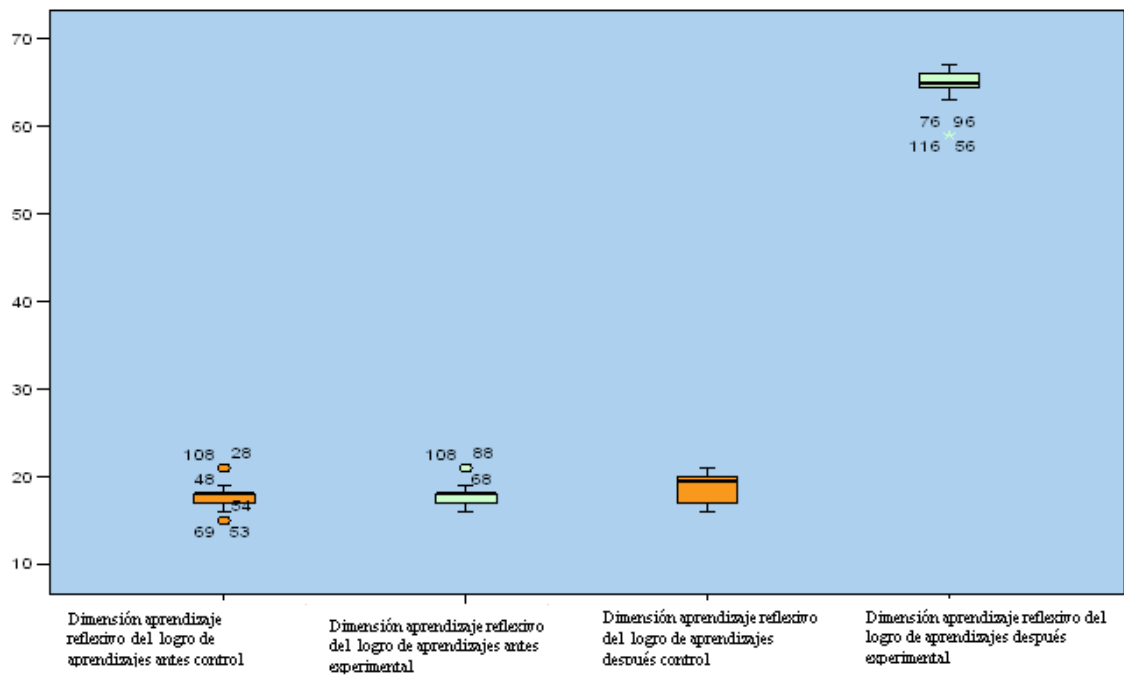 70
60
50
40
30
20
10
108 28
48
54
69 53
108 88
68
76 96
116 56
Dimensión aprendizaje
reflexivo del logro de
aprendizajes antes control
Dimensión aprendizaje reflexivo
del logro de aprendizajes antes
experimental
Dimensión aprendizaje reflexivo
del logro de aprendizajes
después control
Dimensión aprendizaje reflexivo del
logro de aprendizajes después
experimental